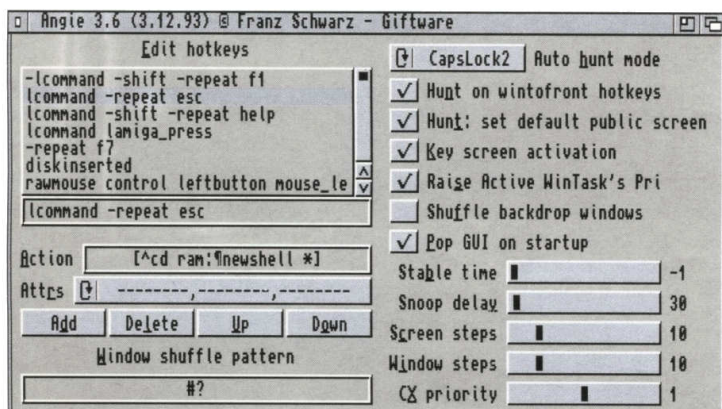 Angie 3.6 (3.12.93) © Franz Schwarz - Giftware
Edit hotkeys
-lcommand -shift -repeat f1
lcommand -repeat esc
lcommand -shift -repeat help
lcommand lamiga_press
-repeat f7
diskinserted
rawmouse control leftbutton mouse_le
lcommand -repeat esc
Action [^cd ram:¶newshell *]
Attrs --------,--------,--------
Add Delete Up Down
Window shuffle pattern
#?
CapsLock2 Auto hunt mode
Hunt on wintofront hotkeys
Hunt: set default public screen
Key screen activation
Raise Active WinTask's Pri
Shuffle backdrop windows
Pop GUI on startup
Stable time -1
Snoop delay 30
Screen steps 10
Window steps 10
CX priority 1